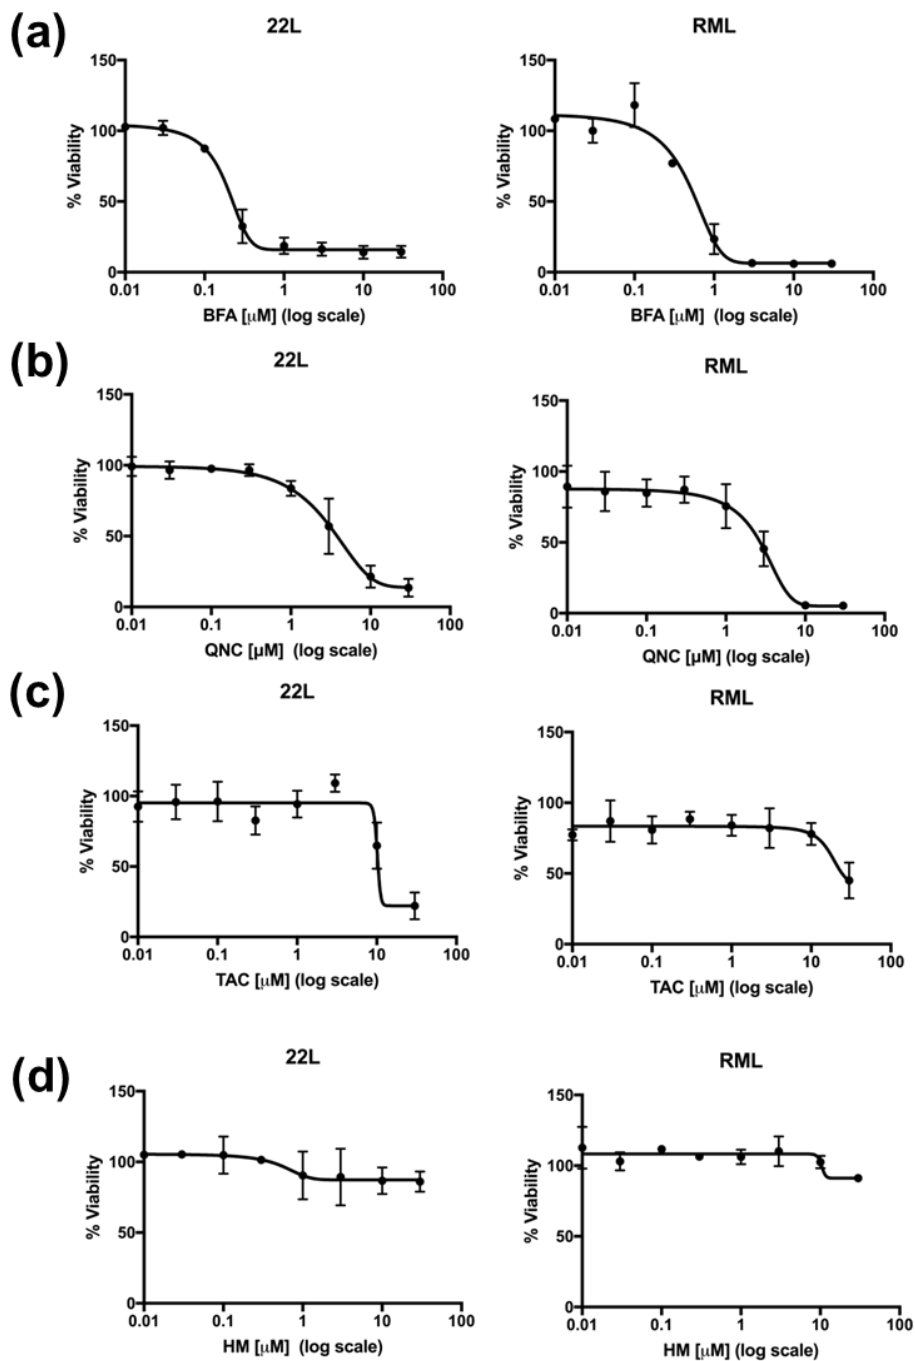 (a)
22L
RML
% Viability
150
100
50
0
0.01 0.1 1 10 100
BFA [μM] (log scale)
% Viability
150
100
50
0
0.01 0.1 1 10 100
BFA [μM] (log scale)
(b)
22L
RML
% Viability
150
100
50
0
0.01 0.1 1 10 100
QNC [μM] (log scale)
% Viability
150
100
50
0
0.01 0.1 1 10 100
QNC [μM] (log scale)
(c)
22L
RML
% Viability
150
100
50
0
0.01 0.1 1 10 100
TAC [μM] (log scale)
% Viability
150
100
50
0
0.01 0.1 1 10 100
TAC [μM] (log scale)
(d)
22L
RML
% Viability
150
100
50
0
0.01 0.1 1 10 100
HM [μM] (log scale)
% Viability
150
100
50
0
0.01 0.1 1 10 100
HM [μM] (log scale)